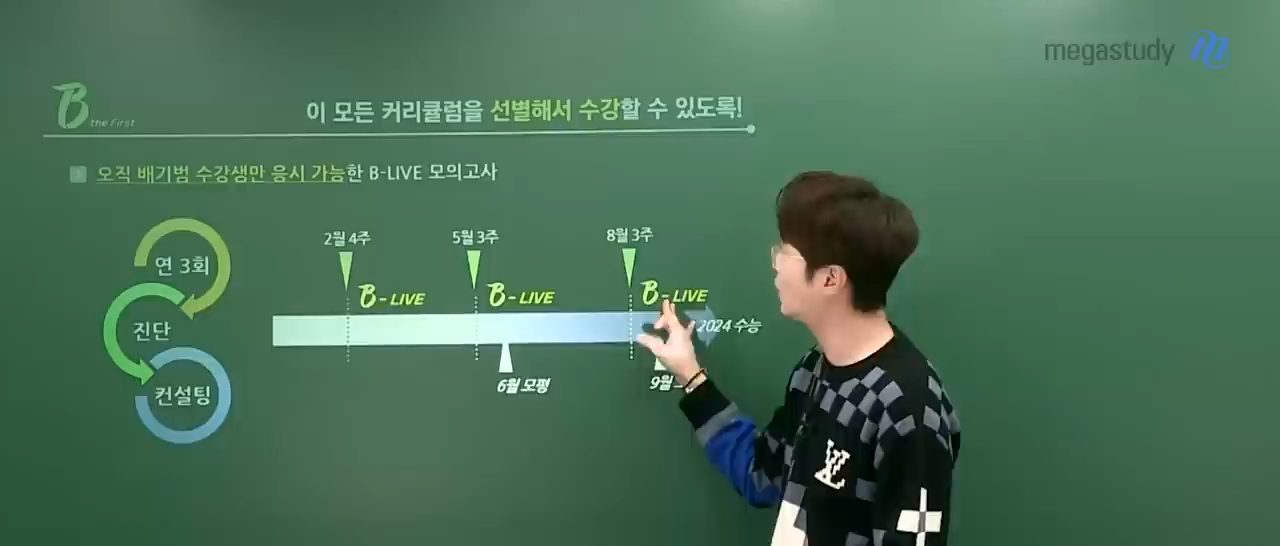 megastudy
B the First
이 모든 커리큘럼을 선별해서 수강할 수 있도록!
오직 배기범 수강생만 응시 가능한 B-LIVE 모의고사
연 3회
진단
컨설팅
2월 4주
5월 3주
8월 3주
B-LIVE
B-LIVE
B-LIVE
2024 수능
6월 모평
9월
LV